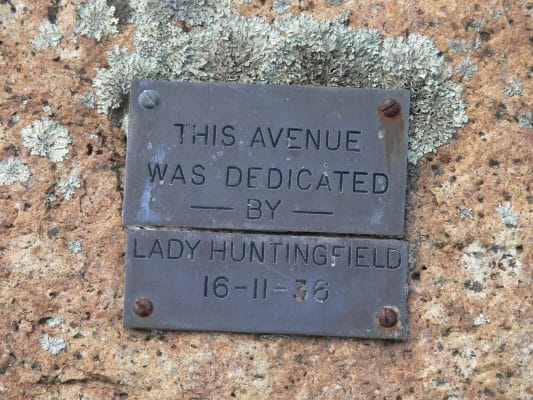 THIS AVENUE
WAS DEDICATED
— BY —
LADY HUNTINGFIELD
16-11-36